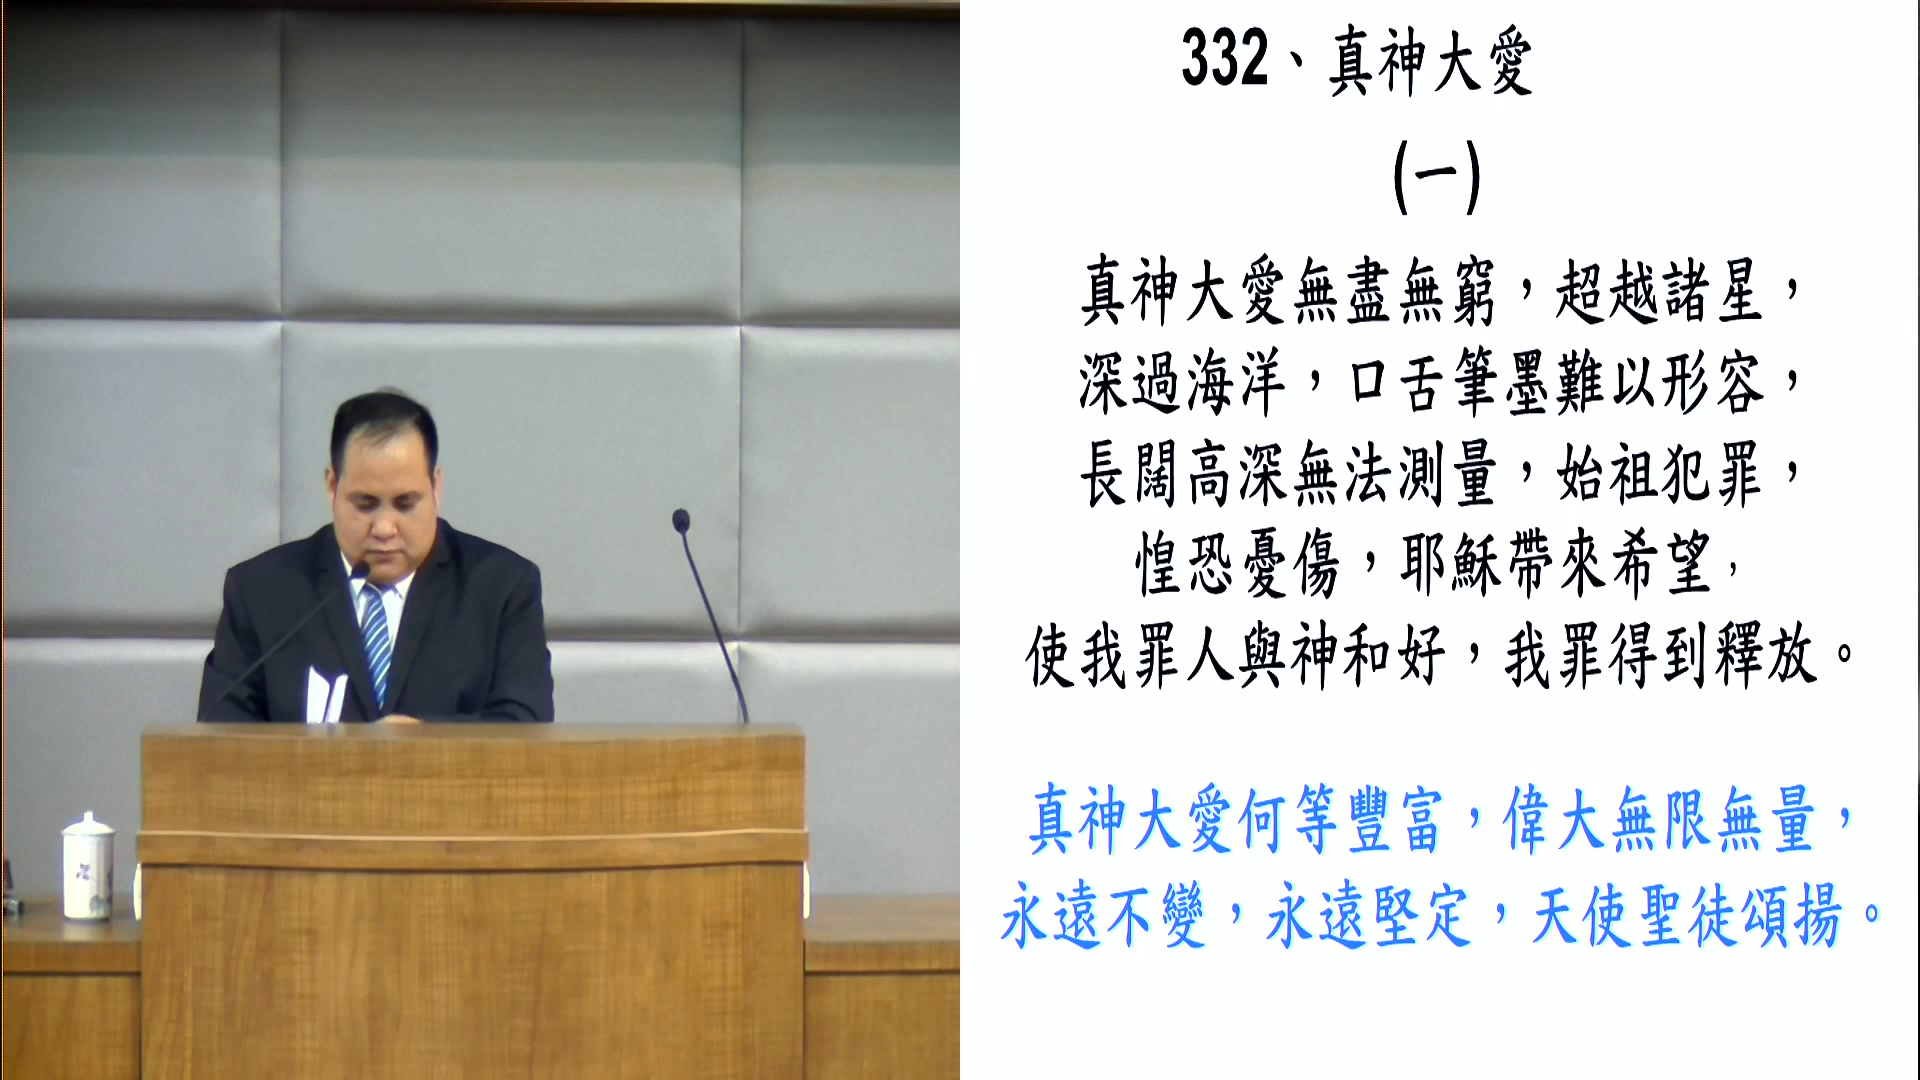 332、真神大愛
(一)
真神大愛無盡無窮，超越諸星，
深過海洋，口舌筆墨難以形容，
長闊高深無法測量，始祖犯罪，
惶恐憂傷，耶穌帶來希望，
使我罪人與神和好，我罪得到釋放。
真神大愛何等豐富，偉大無限無量，
永遠不變，永遠堅定，天使聖徒頌揚。